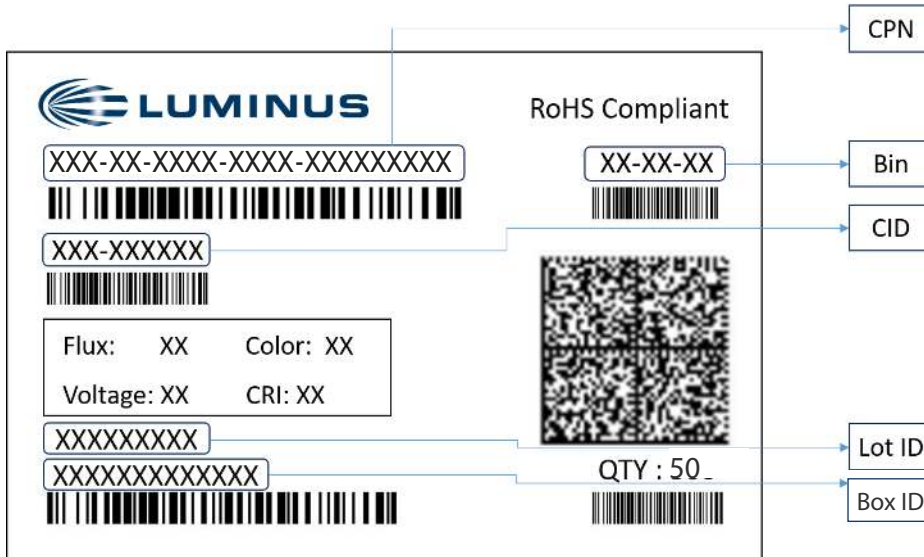 CPN
LUMINUS
RoHS Compliant
XXX-XX-XXXX-XXXX-XXXXXXXXX
XX-XX-XX
Bin
CID
XXX-XXXXXX
Flux: XX Color: XX
Voltage: XX CRI: XX
XXXXXXXXX
Lot ID
XXXXXXXXXXXXX
QTY : 50
Box ID